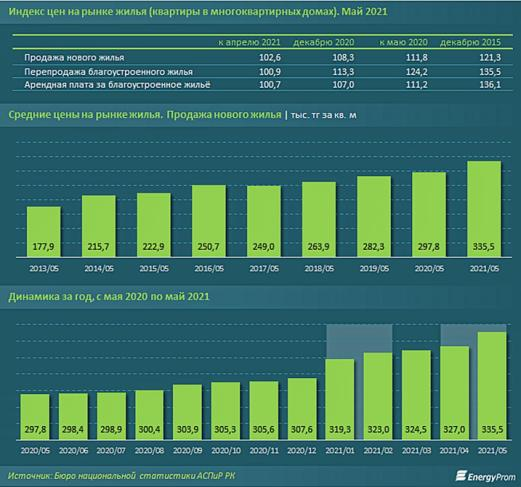 Индекс цен на рынке жилья (квартиры в многоквартирных домах). Май 2021
к апрелю 2021 декабрю 2020 к маю 2020 декабрю 2015
Продажа нового жилья 102,6 108,3 111,8 121,3
Перепродажа благоустроенного жилья 100,9 113,3 124,2 135,5
Арендная плата за благоустроенное жильё 100,7 107,0 111,2 136,1
Средние цены на рынке жилья. Продажа нового жилья | тыс. тг за кв. м
177,9 215,7 222,9 250,7 249,0 263,9 282,3 297,8 335,5
2013/05 2014/05 2015/05 2016/05 2017/05 2018/05 2019/05 2020/05 2021/05
Динамика за год, с мая 2020 по май 2021
297,8 298,4 298,9 300,4 303,9 305,3 305,6 307,6 319,3 323,0 324,5 327,0 335,5
2020/05 2020/06 2020/07 2020/08 2020/09 2020/10 2020/11 2020/12 2021/01 2021/02 2021/03 2021/04 2021/05
Источник: Бюро национальной статистики АСПиР РК
EnergyProm